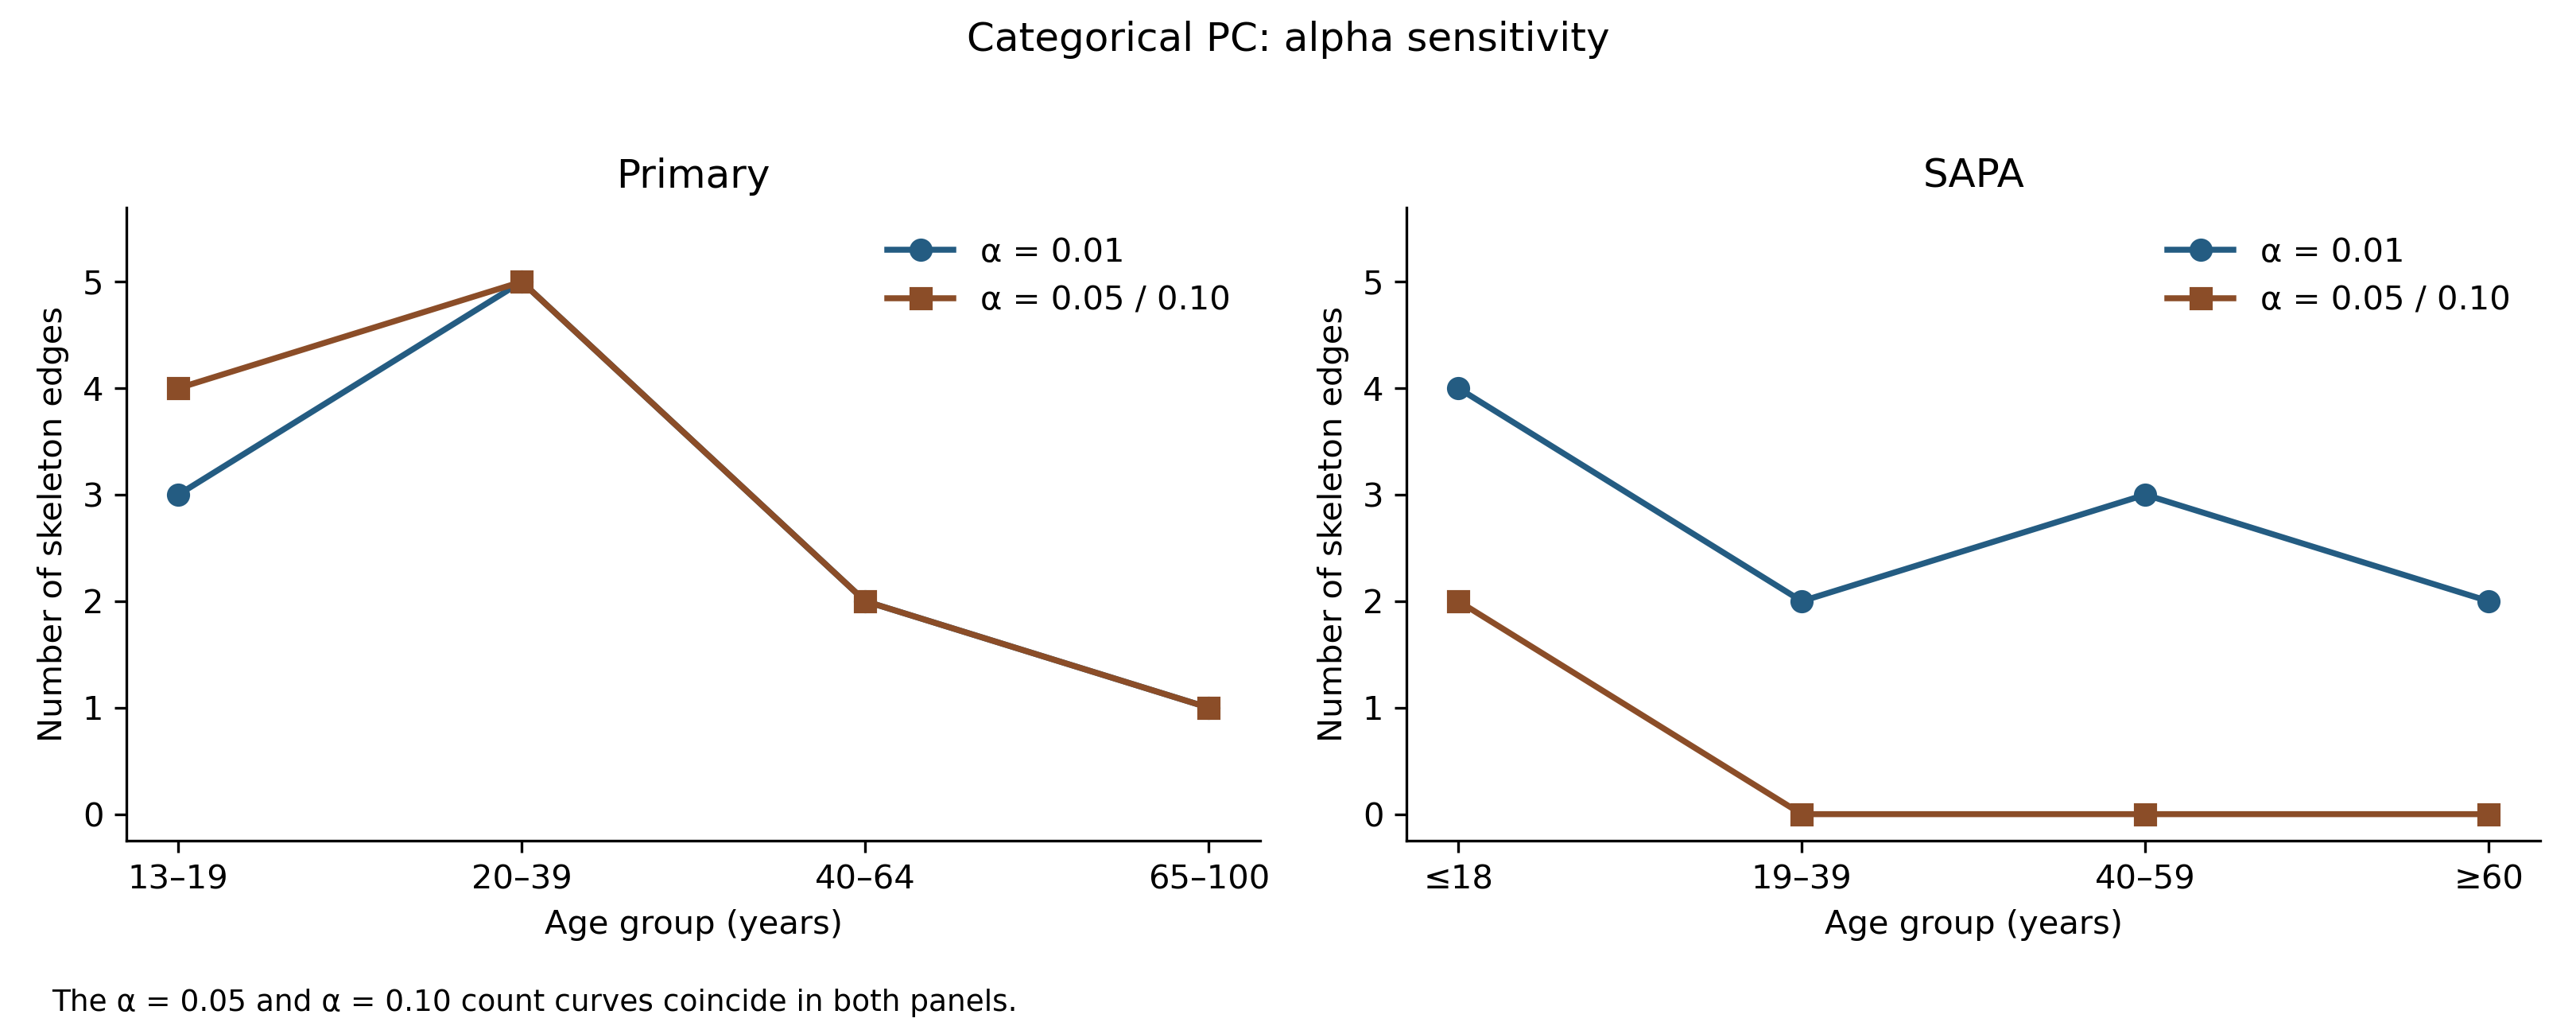 Categorical PC: alpha sensitivity
Primary
α = 0.01
α = 0.05 / 0.10
Number of skeleton edges
5
4
3
2
1
0
13–19
20–39
40–64
65–100
Age group (years)
SAPA
α = 0.01
α = 0.05 / 0.10
Number of skeleton edges
5
4
3
2
1
0
≤18
19–39
40–59
≥60
Age group (years)
The α = 0.05 and α = 0.10 count curves coincide in both panels.